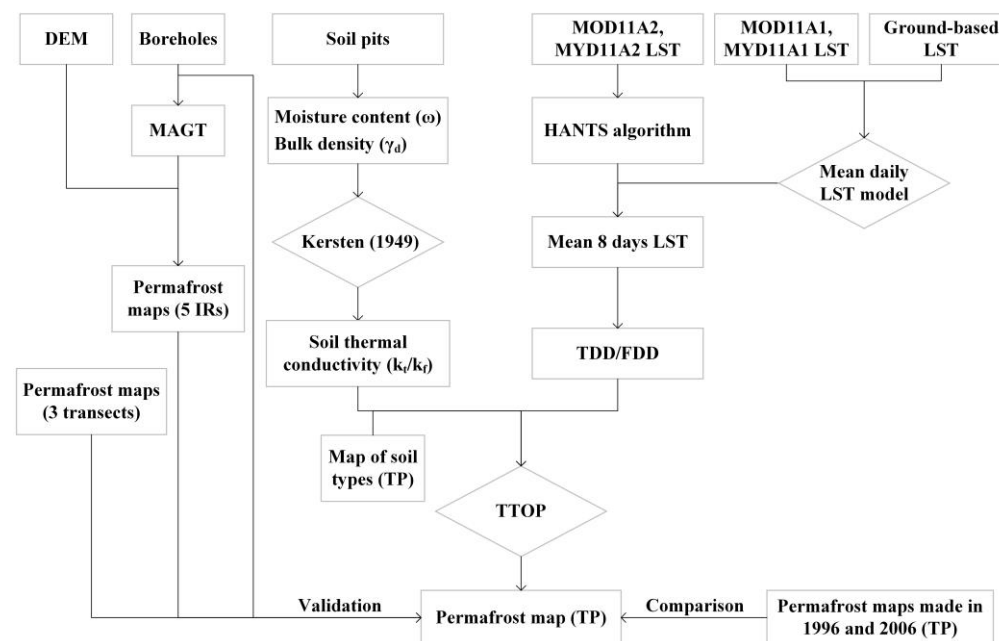 DEM
Boreholes
Soil pits
MOD11A2,
MYD11A2 LST
MOD11A1,
MYD11A1 LST
Ground-based
LST
MAGT
Moisture content (ω)
Bulk density (γd)
HANTS algorithm
Mean daily
LST model
Kersten (1949)
Mean 8 days LST
Permafrost
maps (5 IRs)
Soil thermal
conductivity (kt/kf)
TDD/FDD
Permafrost maps
(3 transects)
Map of soil
types (TP)
TTOP
Validation
Permafrost map (TP)
Comparison
Permafrost maps made in
1996 and 2006 (TP)